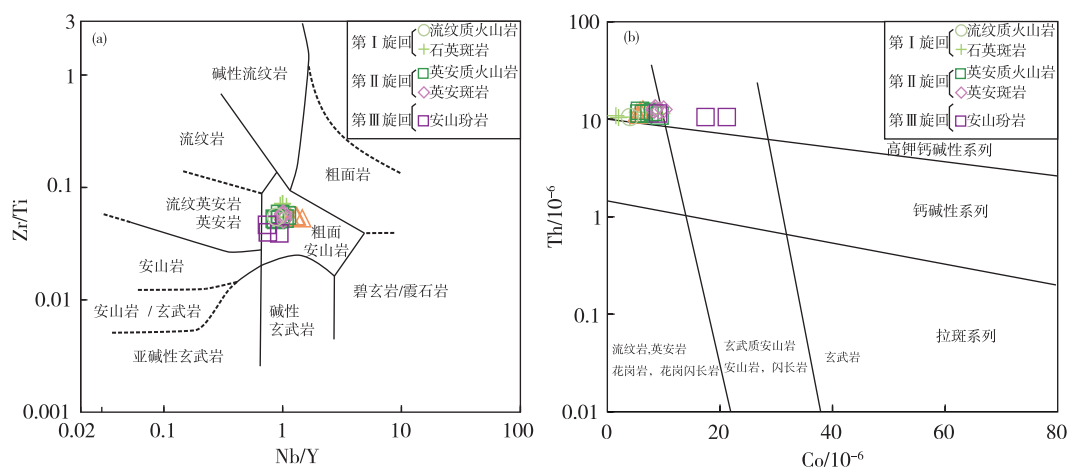 (a)
第Ⅰ旋回
流纹质火山岩
石英斑岩
第Ⅱ旋回
英安质火山岩
英安斑岩
第Ⅲ旋回
安山玢岩
碱性流纹岩
流纹岩
粗面岩
流纹英安岩
英安岩
粗面
安山岩
安山岩
碧玄岩/霞石岩
安山岩 /玄武岩
碱性
玄武岩
亚碱性玄武岩
3
1
0.1
0.01
0.001
Zr/Ti
0.02
0.1
1
10
100
Nb/Y
(b)
第Ⅰ旋回
流纹质火山岩
石英斑岩
第Ⅱ旋回
英安质火山岩
英安斑岩
第Ⅲ旋回
安山玢岩
高钾钙碱性系列
钙碱性系列
拉斑系列
流纹岩,英安岩
花岗岩，花岗闪长岩
玄武质安山岩
安山岩，闪长岩
玄武岩
100
10
1
0.1
0.01
Th/10⁻⁶
0
20
40
60
80
Co/10⁻⁶